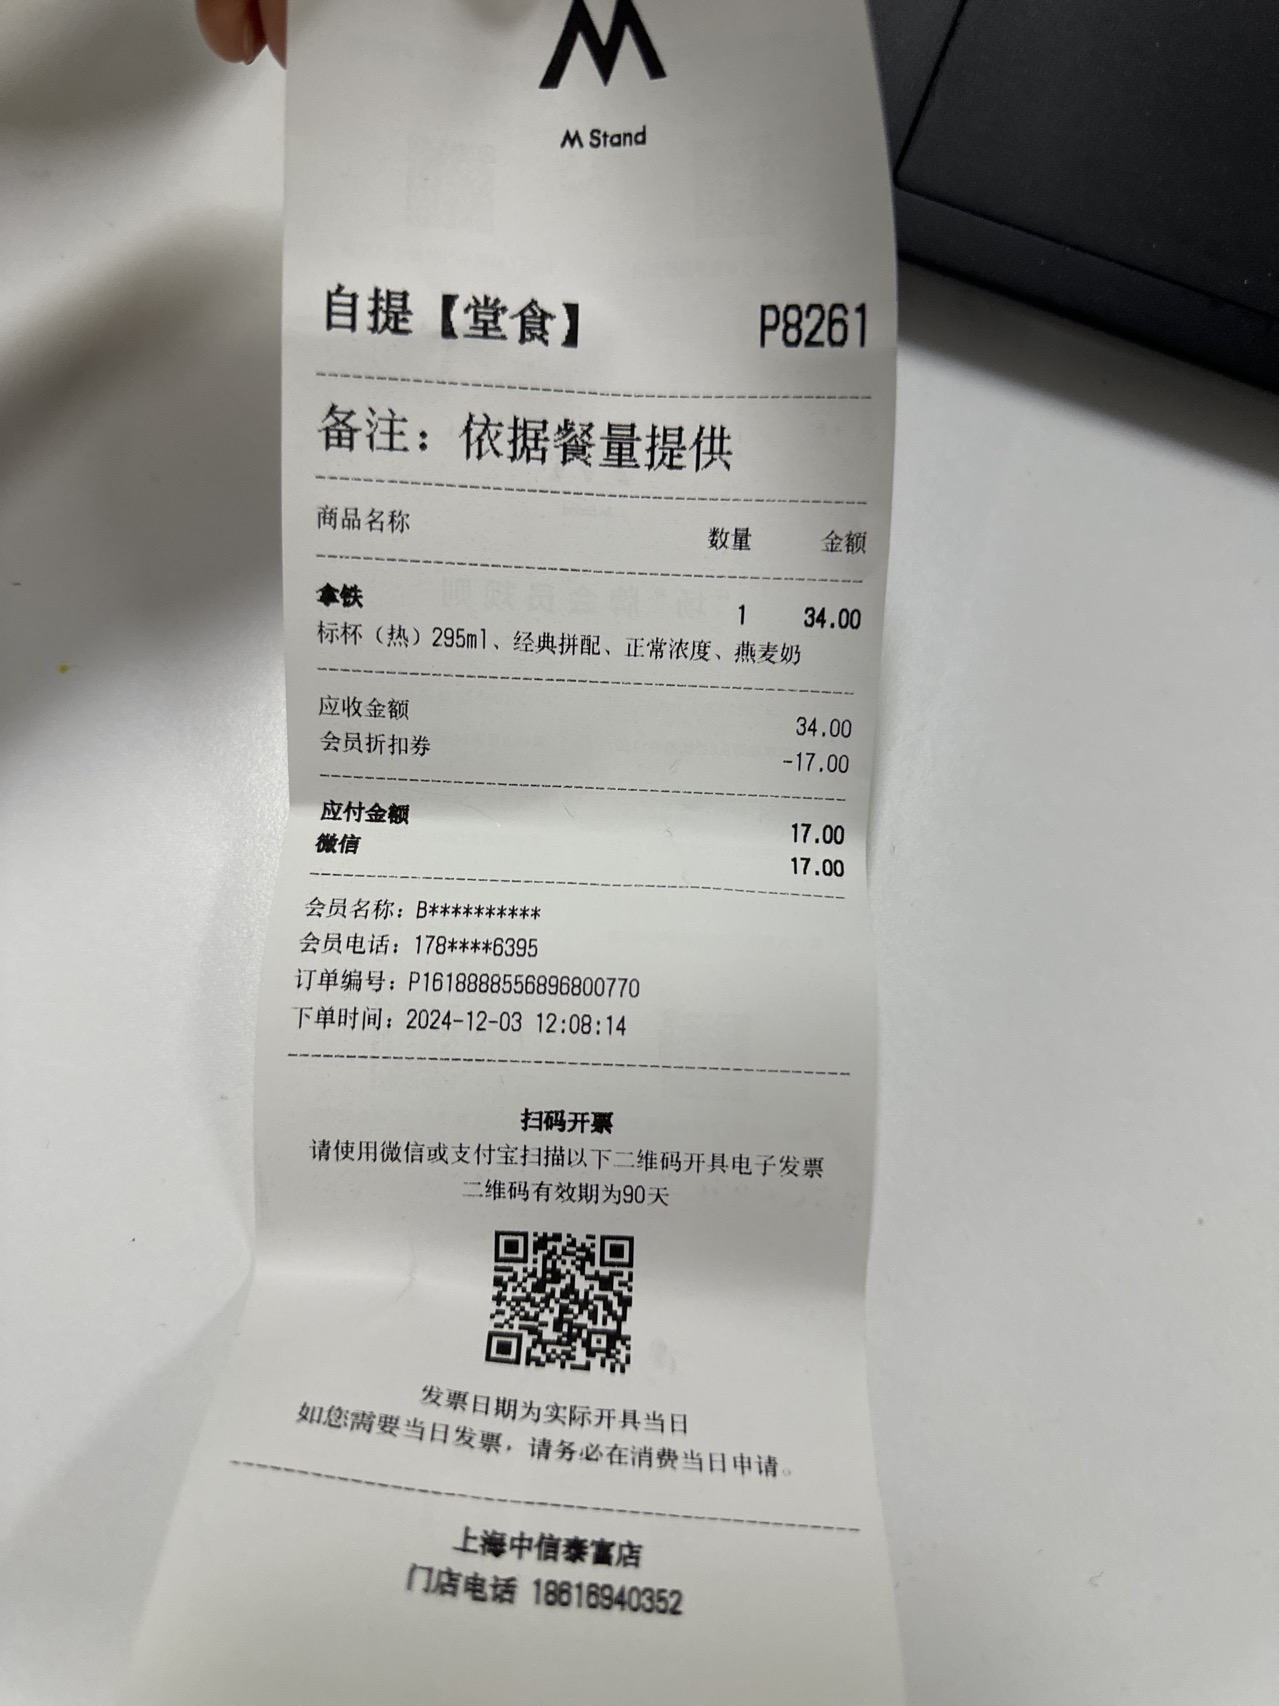 M Stand
自提【堂食】 P8261
备注：依据餐量提供
商品名称 数量 金额
拿铁 1 34.00
标杯（热）295ml、经典拼配、正常浓度、燕麦奶
应收金额 34.00
会员折扣券 -17.00
应付金额 17.00
微信 17.00
会员名称：B**********
会员电话：178****6395
订单编号：P1618888556896800770
下单时间：2024-12-03 12:08:14
扫码开票
请使用微信或支付宝扫描以下二维码开具电子发票
二维码有效期为90天
发票日期为实际开具当日
如您需要当日发票，请务必在消费当日申请。
上海中信泰富店
门店电话 18616940352